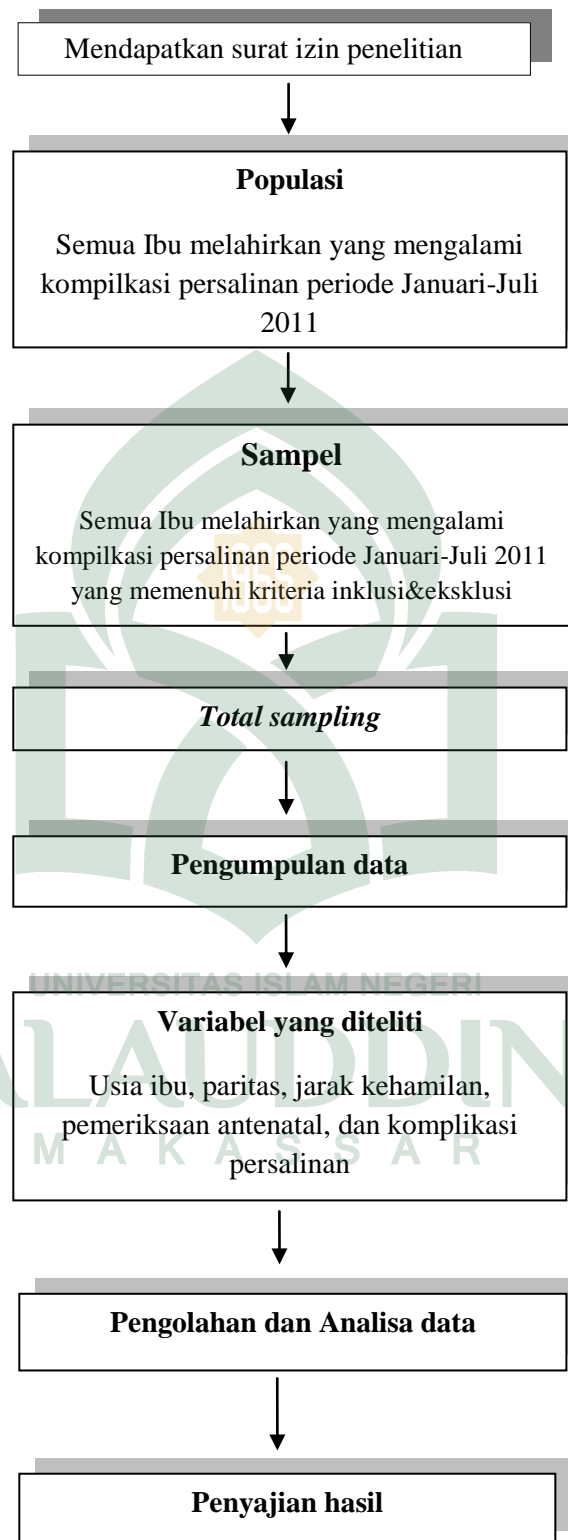 Mendapatkan surat izin penelitian
Populasi
Semua Ibu melahirkan yang mengalami
kompilkasi persalinan periode Januari-Juli
2011
Sampel
Semua Ibu melahirkan yang mengalami
kompilkasi persalinan periode Januari-Juli 2011
yang memenuhi kriteria inklusi&eksklusi
1965
Total sampling
Pengumpulan data
UNIVERSITAS ISLAM NEGERI
Variabel yang diteliti
ALAUDDIN
Usia ibu, paritas, jarak kehamilan,
pemeriksaan antenatal, dan komplikasi
MAKASSAR
persalinan
Pengolahan dan Analisa data
Penyajian hasil